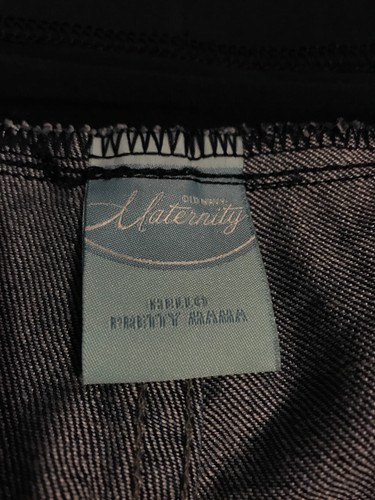 OLD NAVY
Maternity
HELLO
PRETTY MAMA